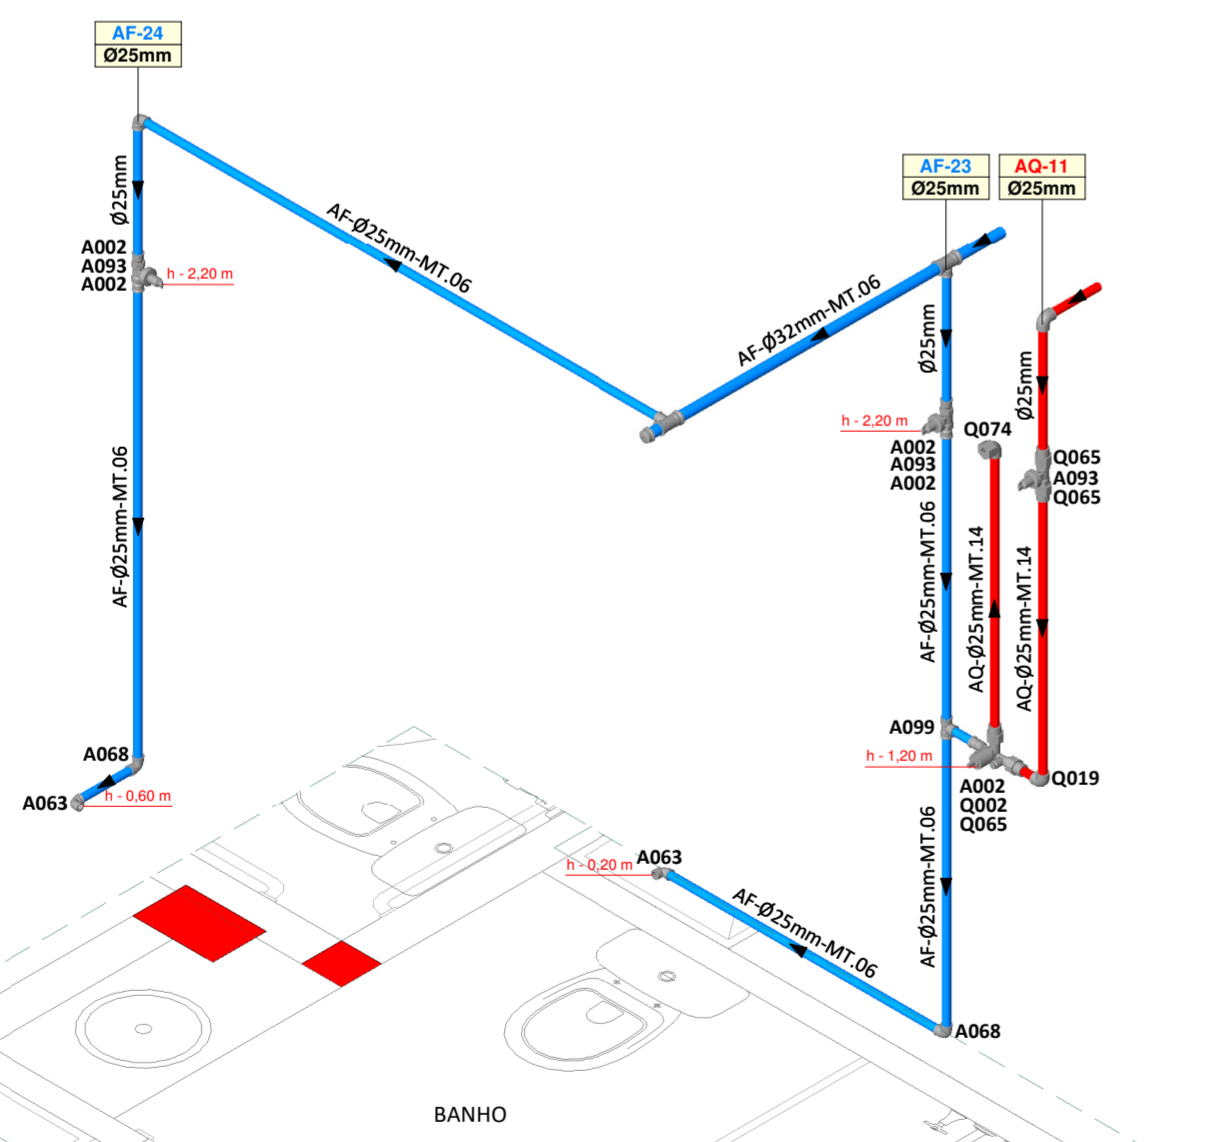 AF-24
Ø25mm
Ø25mm
A002
A093
A002
h - 2,20 m
AF-Ø25mm-MT.06
AF-Ø25mm-MT.06
A068
A063
h - 0,60 m
AF-Ø32mm-MT.06
AF-23
Ø25mm
AQ-11
Ø25mm
Ø25mm
Ø25mm
h - 2,20 m
A002
A093
A002
Q074
Q065
A093
Q065
AF-Ø25mm-MT.06
AQ-Ø25mm-MT.14
AQ-Ø25mm-MT.14
A099
h - 1,20 m
A002
Q002
Q065
Q019
h - 0,20 m
A063
AF-Ø25mm-MT.06
AF-Ø25mm-MT.06
A068
BANHO